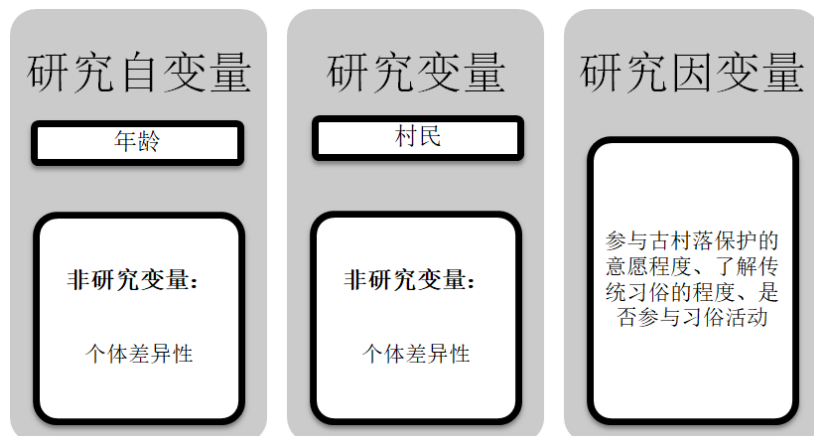 研究自变量
年龄
非研究变量：
个体差异性
研究变量
村民
非研究变量：
个体差异性
研究因变量
参与古村落保护的
意愿程度、了解传
统习俗的程度、是
否参与习俗活动